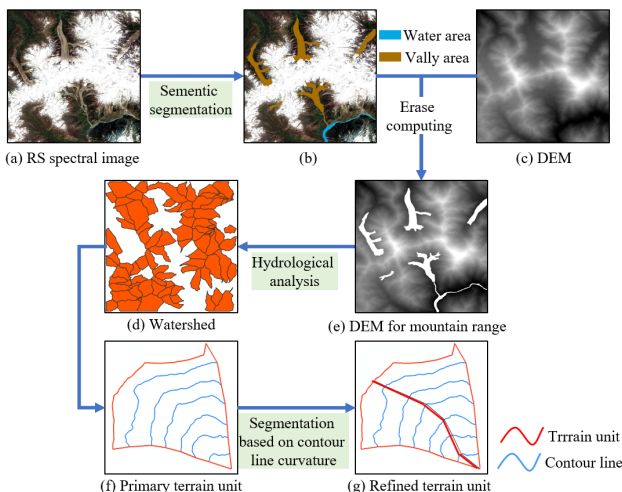 Water area
Vally area
Sementic
segmentation
Erase
computing
(a) RS spectral image
(b)
(c) DEM
Hydrological
analysis
(d) Watershed
(e) DEM for mountain range
Segmentation
based on contour
line curvature
Trrrain unit
Contour line
(f) Primary terrain unit
(g) Refined terrain unit